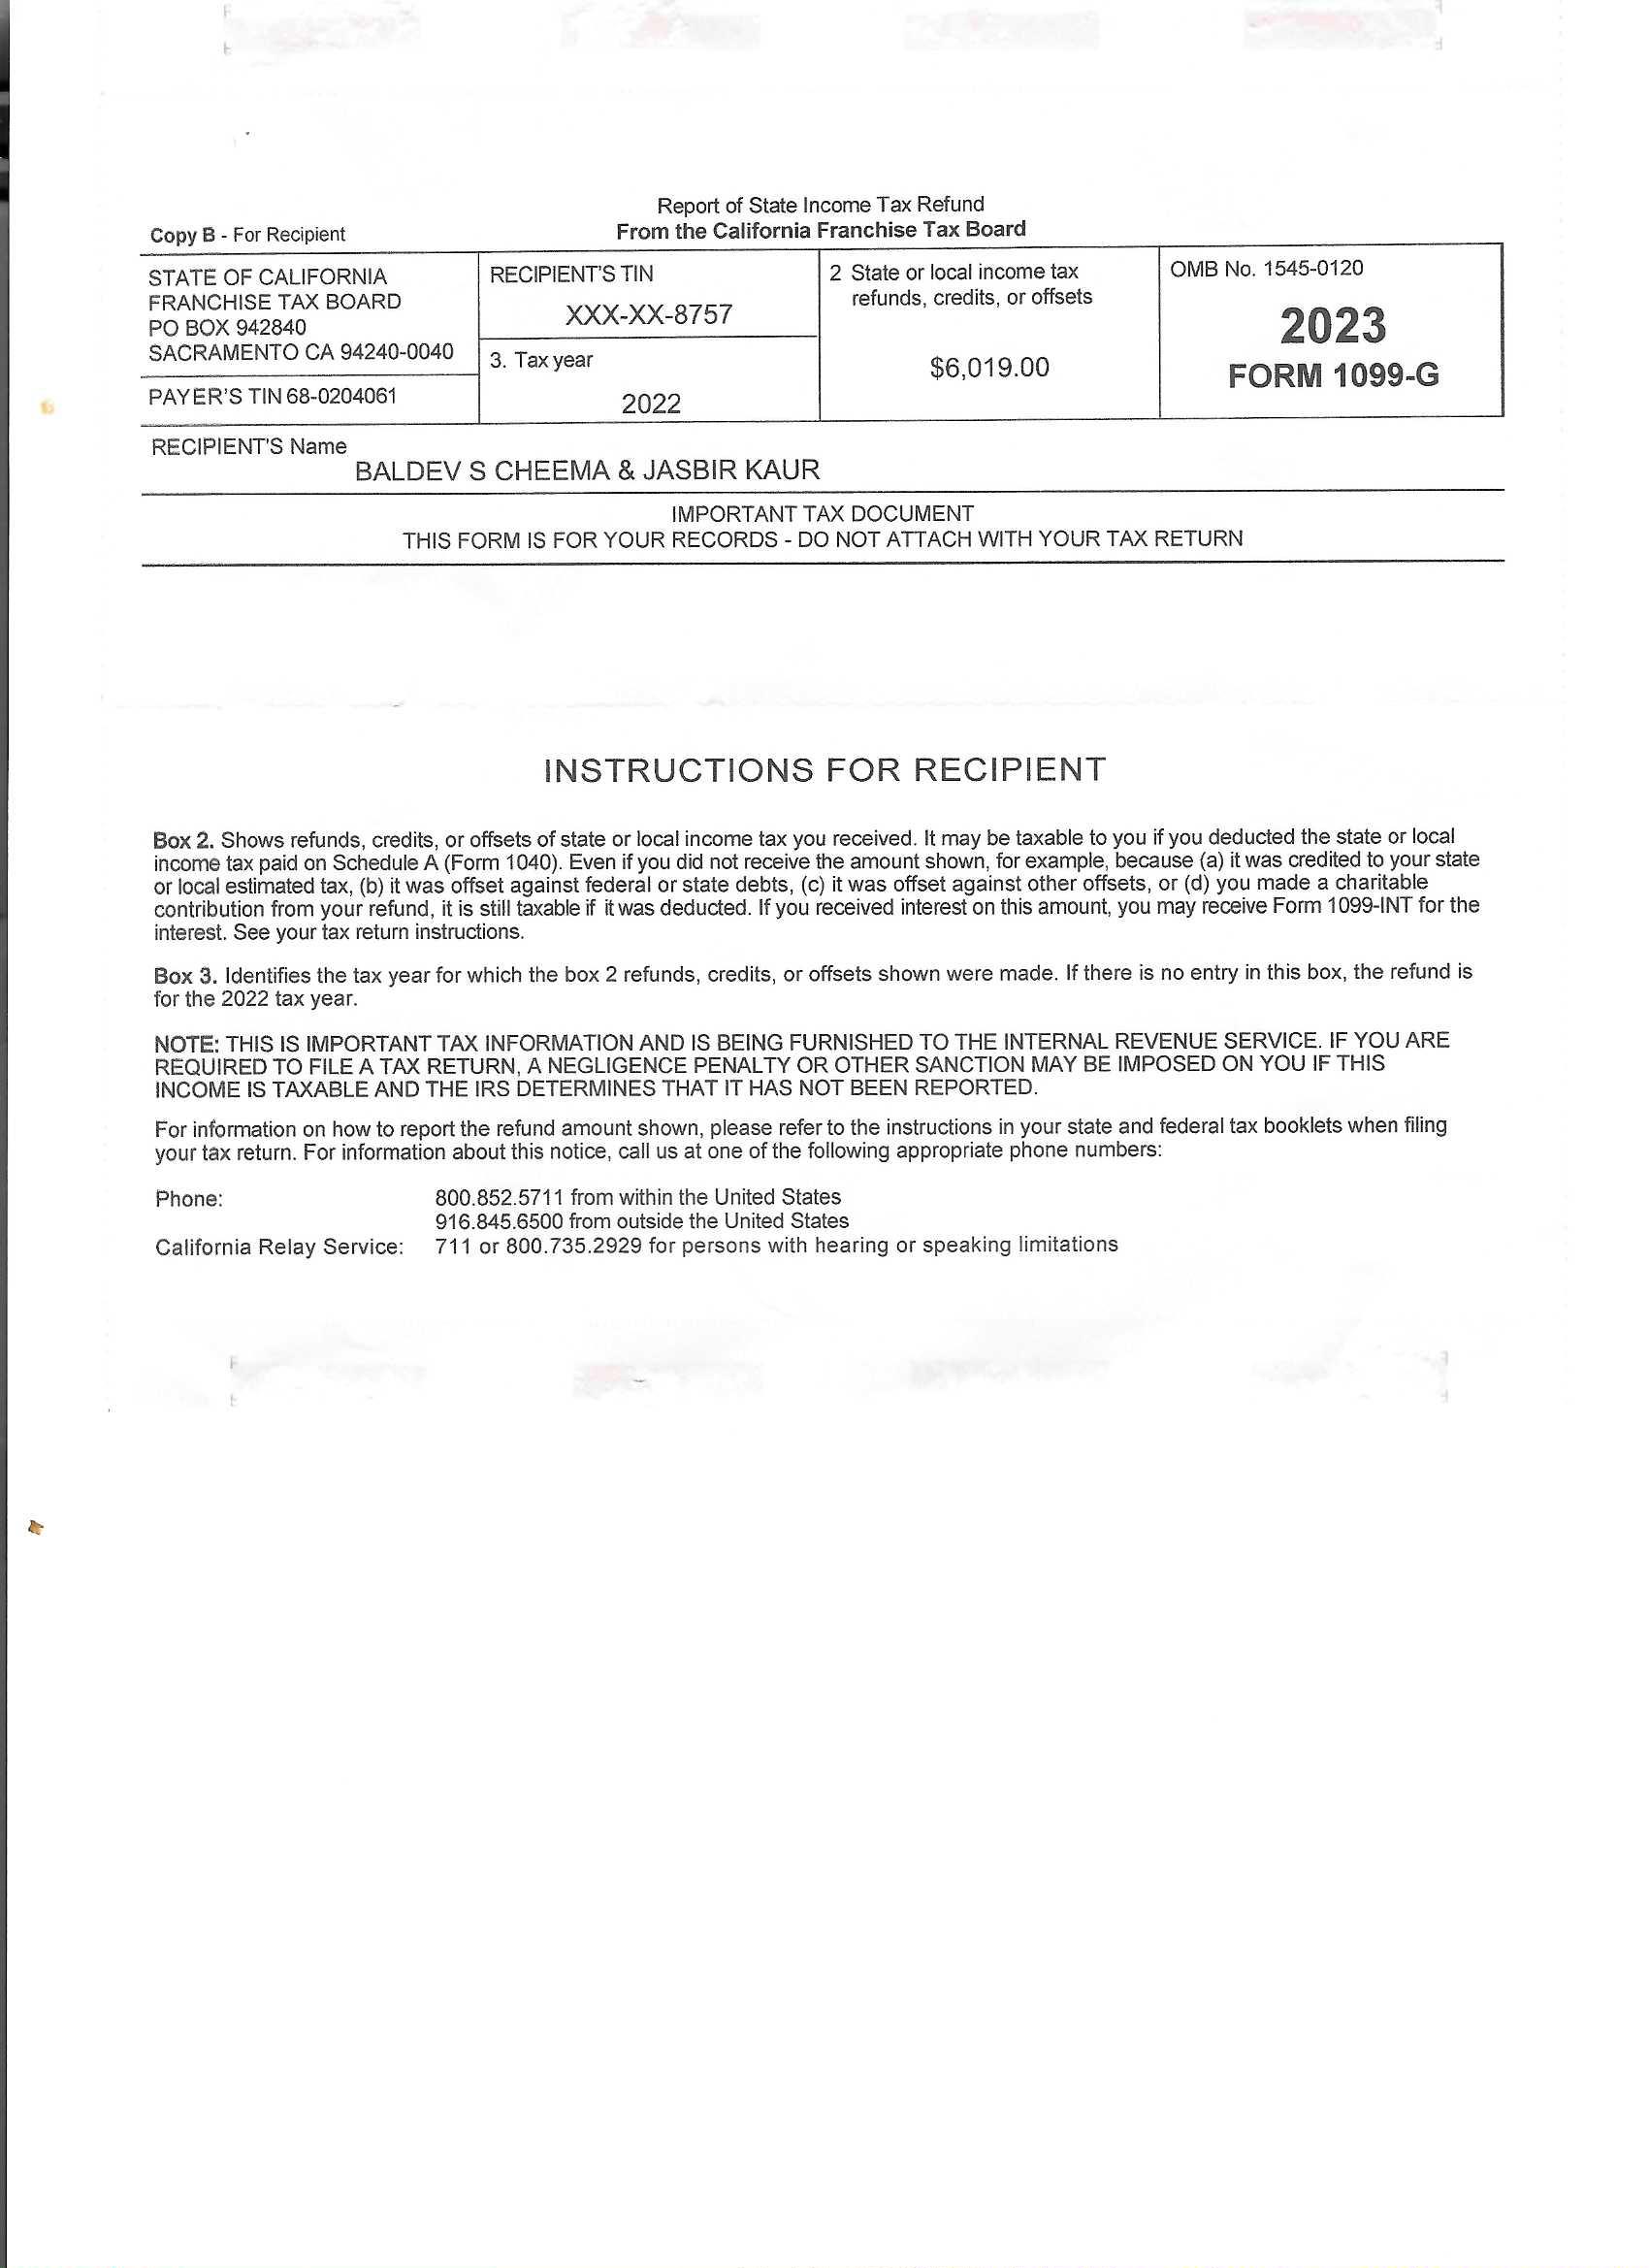 Report of State Income Tax Refund
Copy B - For Recipient
From the California Franchise Tax Board
STATE OF CALIFORNIA
FRANCHISE TAX BOARD
PO BOX 942840
SACRAMENTO CA 94240-0040
PAYER'S TIN 68-0204061
RECIPIENT'S TIN
XXX-XX-8757
3. Tax year
2022
2 State or local income tax
refunds, credits, or offsets
$6,019.00
OMB No. 1545-0120
2023
FORM 1099-G
RECIPIENT'S Name
BALDEV S CHEEMA & JASBIR KAUR
IMPORTANT TAX DOCUMENT
THIS FORM IS FOR YOUR RECORDS - DO NOT ATTACH WITH YOUR TAX RETURN
INSTRUCTIONS FOR RECIPIENT
Box 2. Shows refunds, credits, or offsets of state or local income tax you received. It may be taxable to you if you deducted the state or local
income tax paid on Schedule A (Form 1040). Even if you did not receive the amount shown, for example, because (a) it was credited to your state
or local estimated tax, (b) it was offset against federal or state debts, (c) it was offset against other offsets, or (d) you made a charitable
contribution from your refund, it is still taxable if it was deducted. If you received interest on this amount, you may receive Form 1099-INT for the
interest. See your tax return instructions.
Box 3. Identifies the tax year for which the box 2 refunds, credits, or offsets shown were made. If there is no entry in this box, the refund is
for the 2022 tax year.
NOTE: THIS IS IMPORTANT TAX INFORMATION AND IS BEING FURNISHED TO THE INTERNAL REVENUE SERVICE. IF YOU ARE
REQUIRED TO FILE A TAX RETURN, A NEGLIGENCE PENALTY OR OTHER SANCTION MAY BE IMPOSED ON YOU IF THIS
INCOME IS TAXABLE AND THE IRS DETERMINES THAT IT HAS NOT BEEN REPORTED.
For information on how to report the refund amount shown, please refer to the instructions in your state and federal tax booklets when filing
your tax return. For information about this notice, call us at one of the following appropriate phone numbers:
Phone: 800.852.5711 from within the United States
916.845.6500 from outside the United States
California Relay Service: 711 or 800.735.2929 for persons with hearing or speaking limitations